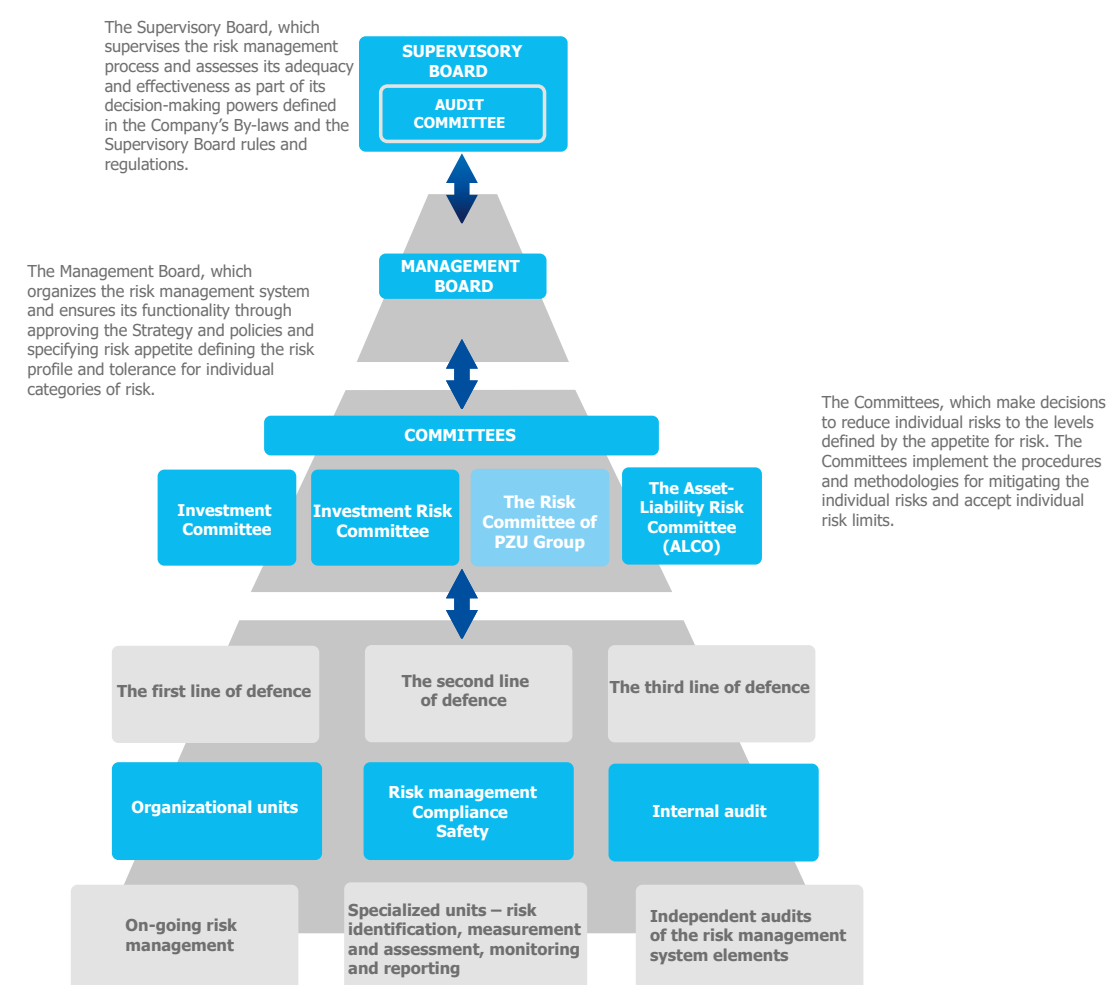 The Supervisory Board, which
supervises the risk management
process and assesses its adequacy
and effectiveness as part of its
decision-making powers defined
in the Company's By-laws and the
Supervisory Board rules and
regulations.
SUPERVISORY
BOARD
AUDIT
COMMITTEE
The Management Board, which
organizes the risk management system
and ensures its functionality through
approving the Strategy and policies and
specifying risk appetite defining the risk
profile and tolerance for individual
categories of risk.
MANAGEMENT
BOARD
The Committees, which make decisions
to reduce individual risks to the levels
defined by the appetite for risk. The
Committees implement the procedures
and methodologies for mitigating the
individual risks and accept individual
risk limits.
COMMITTEES
Investment
Committee
Investment Risk
Committee
The Risk
Committee of
PZU Group
The Asset-
Liability Risk
Committee
(ALCO)
The first line of defence
The second line
of defence
The third line of defence
Organizational units
Risk management
Compliance
Safety
Internal audit
On-going risk
management
Specialized units – risk
identification, measurement
and assessment, monitoring
and reporting
Independent audits
of the risk management
system elements